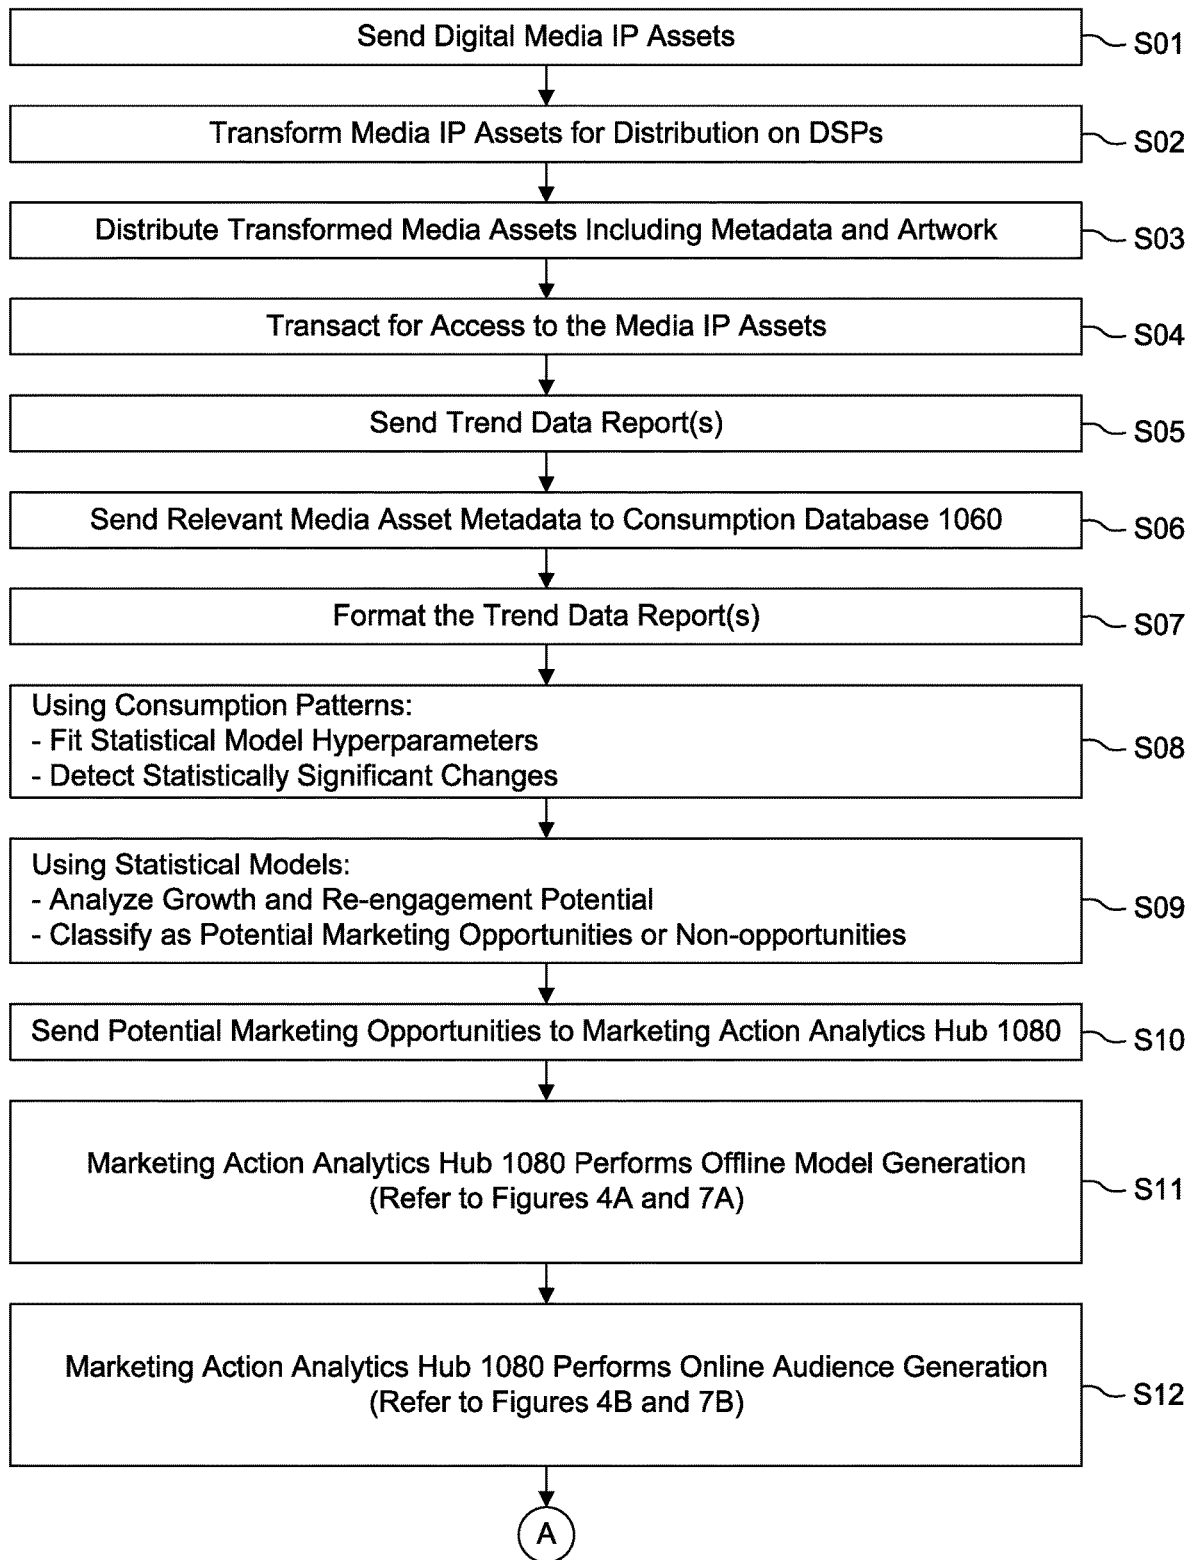 Send Digital Media IP Assets
S01
Transform Media IP Assets for Distribution on DSPs
S02
Distribute Transformed Media Assets Including Metadata and Artwork
S03
Transact for Access to the Media IP Assets
S04
Send Trend Data Report(s)
S05
Send Relevant Media Asset Metadata to Consumption Database 1060
S06
Format the Trend Data Report(s)
S07
Using Consumption Patterns:
- Fit Statistical Model Hyperparameters
- Detect Statistically Significant Changes
S08
Using Statistical Models:
- Analyze Growth and Re-engagement Potential
- Classify as Potential Marketing Opportunities or Non-opportunities
S09
Send Potential Marketing Opportunities to Marketing Action Analytics Hub 1080
S10
Marketing Action Analytics Hub 1080 Performs Offline Model Generation
(Refer to Figures 4A and 7A)
S11
Marketing Action Analytics Hub 1080 Performs Online Audience Generation
(Refer to Figures 4B and 7B)
S12
A